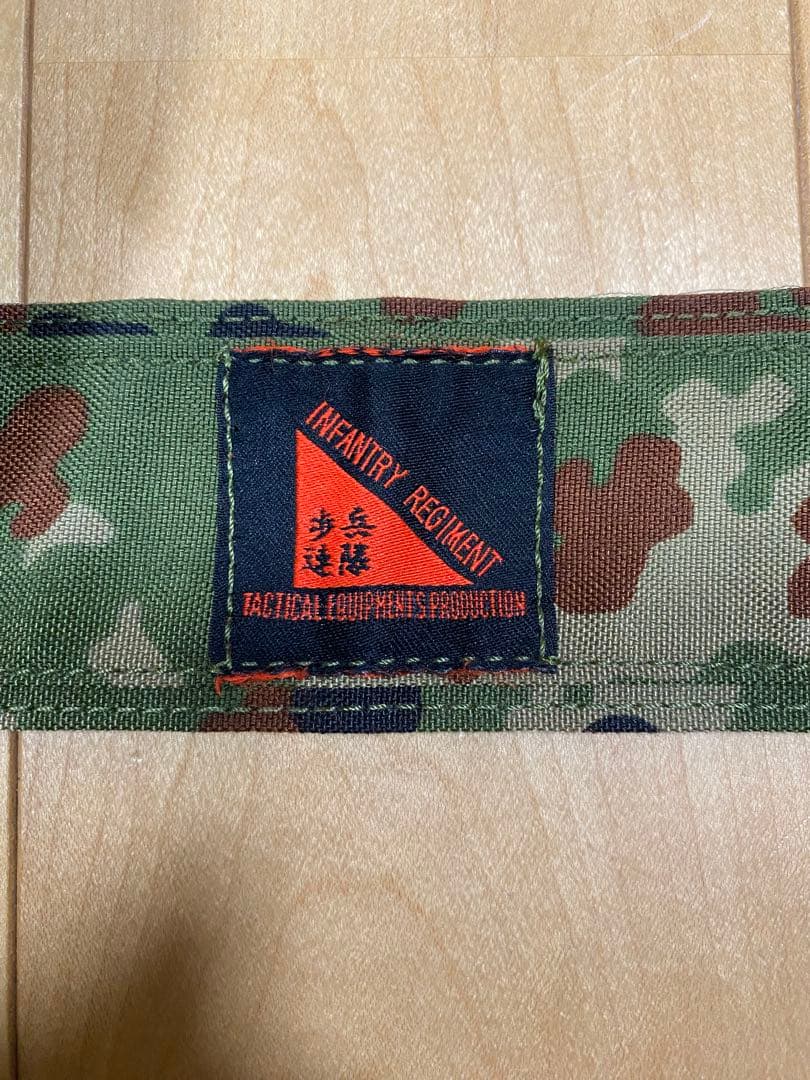 INFANTRY REGIMENT
歩兵
連隊
TACTICAL EQUIPMENTS PRODUCTION